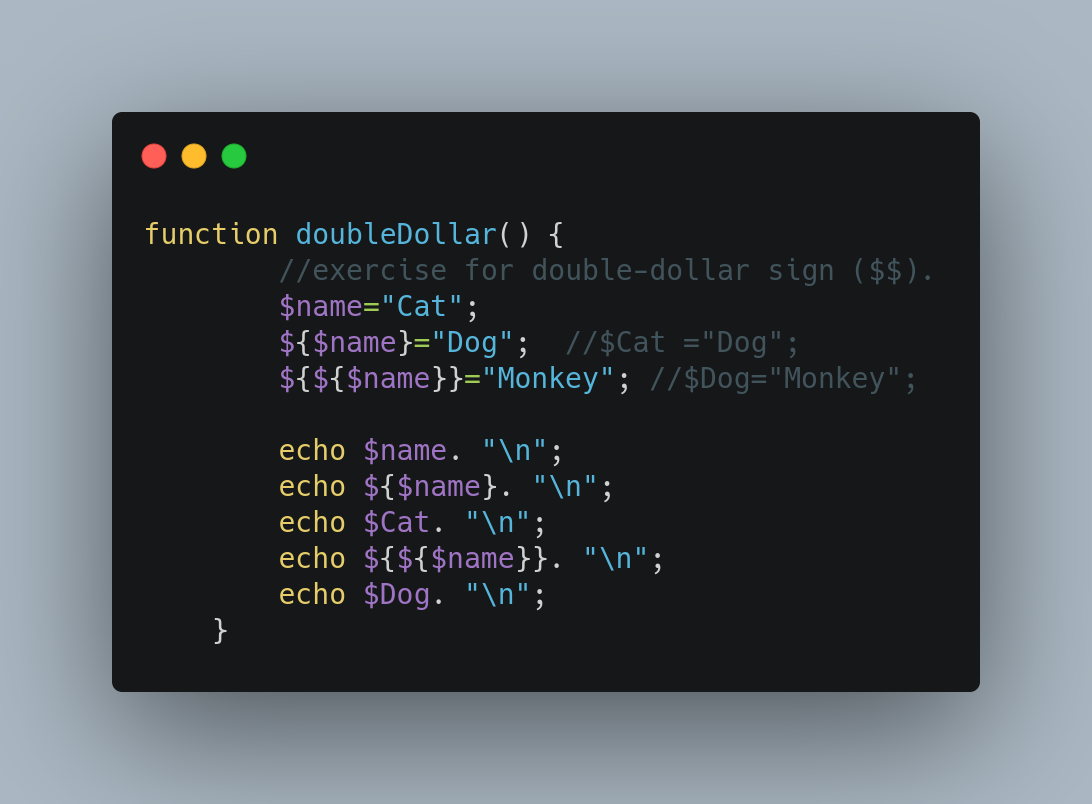 function doubleDollar() {
        //exercise for double-dollar sign ($$).
        $name="Cat";
        ${$name}="Dog";  //$Cat ="Dog";
        ${${$name}}="Monkey"; //$Dog="Monkey";

        echo $name. "\n";
        echo ${$name}. "\n";
        echo $Cat. "\n";
        echo ${${$name}}. "\n";
        echo $Dog. "\n";
    }